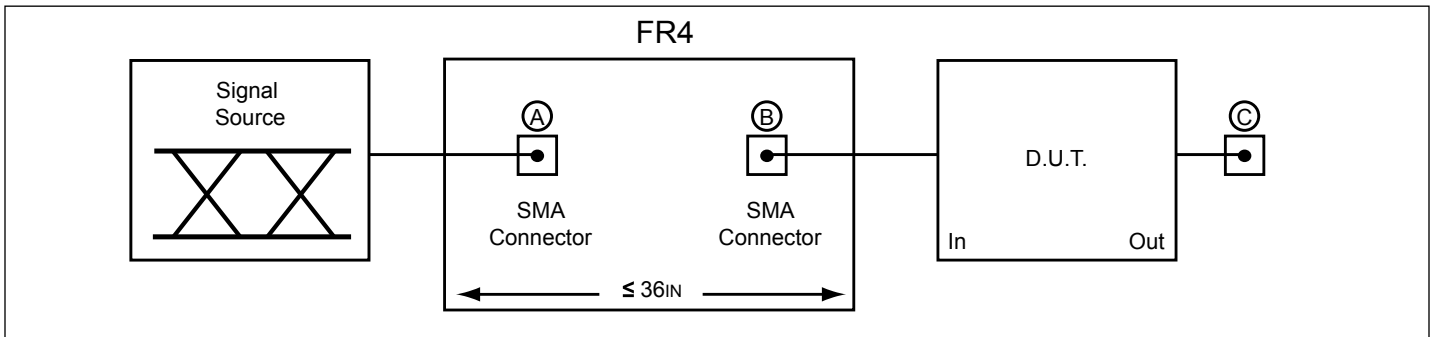 FR4
Signal
Source
A
B
C
D.U.T.
SMA
Connector
SMA
Connector
In
Out
≤ 36IN